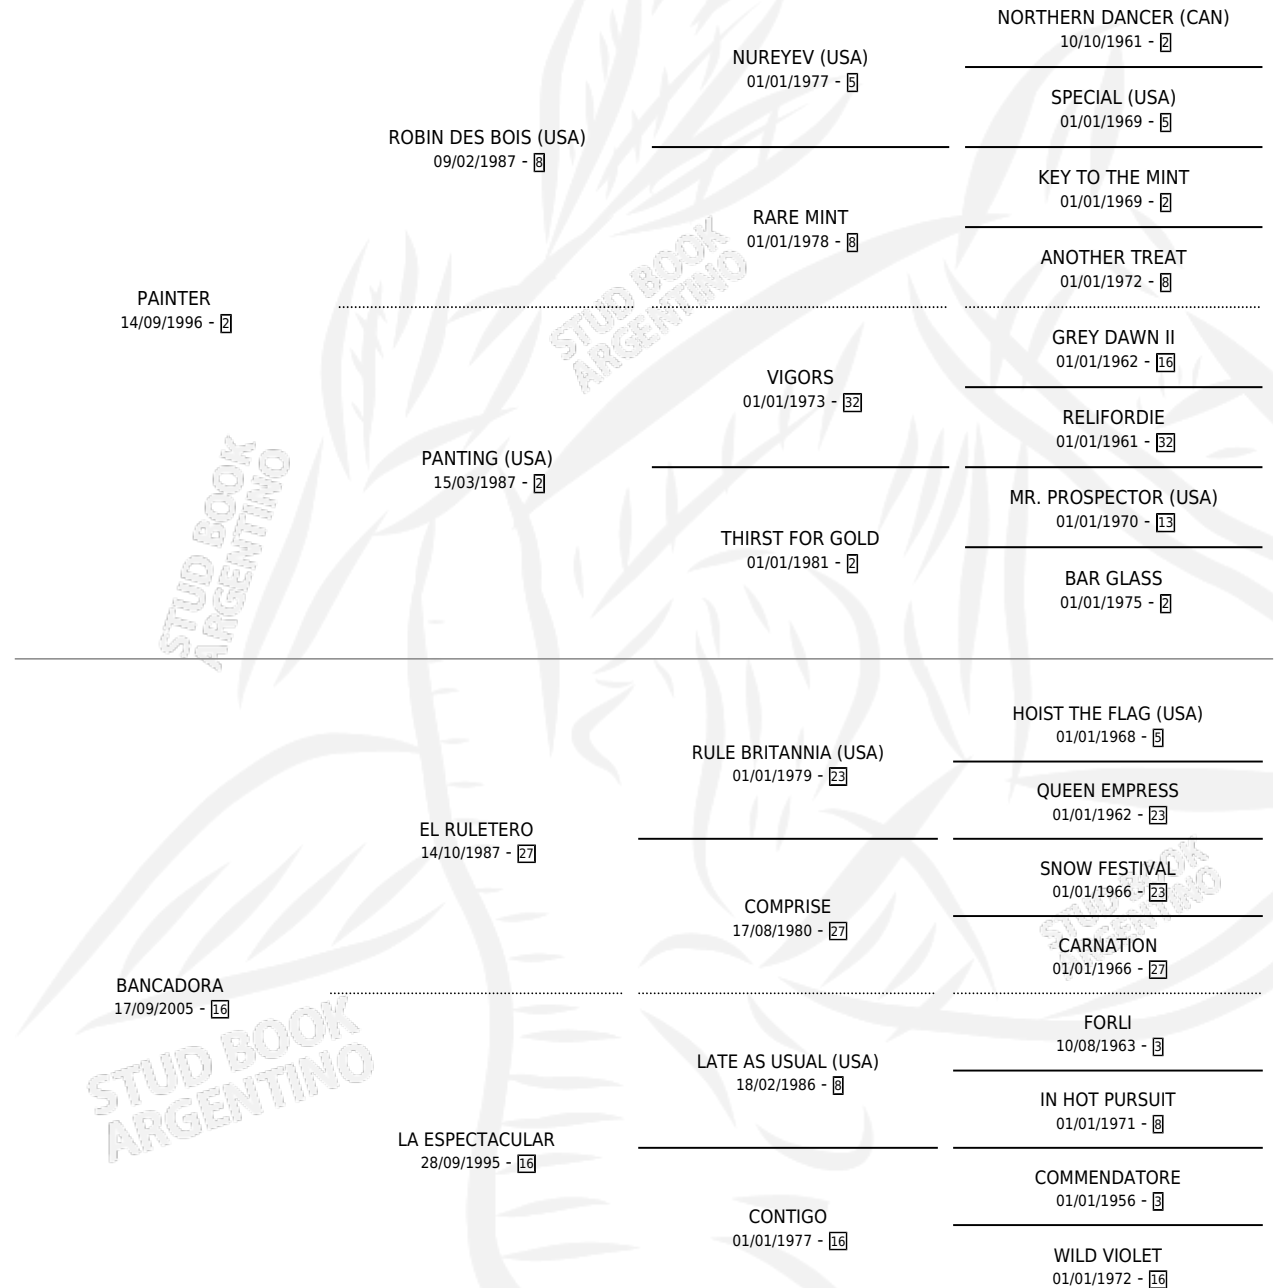 NORTHERN DANCER (CAN)
10/10/1961 - 2
NUREYEV (USA)
01/01/1977 - 5
SPECIAL (USA)
01/01/1969 - 5
ROBIN DES BOIS (USA)
09/02/1987 - 8
KEY TO THE MINT
01/01/1969 - 2
RARE MINT
01/01/1978 - 8
ANOTHER TREAT
01/01/1972 - 8
PAINTER
14/09/1996 - 2
STUD BOOK
ARGENTINO
GREY DAWN II
01/01/1962 - 16
VIGORS
01/01/1973 - 32
RELIFORDIE
01/01/1961 - 32
PANTING (USA)
15/03/1987 - 2
MR. PROSPECTOR (USA)
01/01/1970 - 13
THIRST FOR GOLD
01/01/1981 - 2
BAR GLASS
01/01/1975 - 2
STUD BOOK
ARGENTINO
HOIST THE FLAG (USA)
01/01/1968 - 5
RULE BRITANNIA (USA)
01/01/1979 - 23
QUEEN EMPRESS
01/01/1962 - 23
EL RULETERO
14/10/1987 - 27
SNOW FESTIVAL
01/01/1966 - 23
COMPRISE
17/08/1980 - 27
STUD BOOK
ARGENTINO
CARNATION
01/01/1966 - 27
BANCADORA
17/09/2005 - 16
STUD BOOK
ARGENTINO
FORLI
10/08/1963 - 3
LATE AS USUAL (USA)
18/02/1986 - 8
IN HOT PURSUIT
01/01/1971 - 8
LA ESPECTACULAR
28/09/1995 - 16
COMMENDATORE
01/01/1956 - 3
CONTIGO
01/01/1977 - 16
WILD VIOLET
01/01/1972 - 16